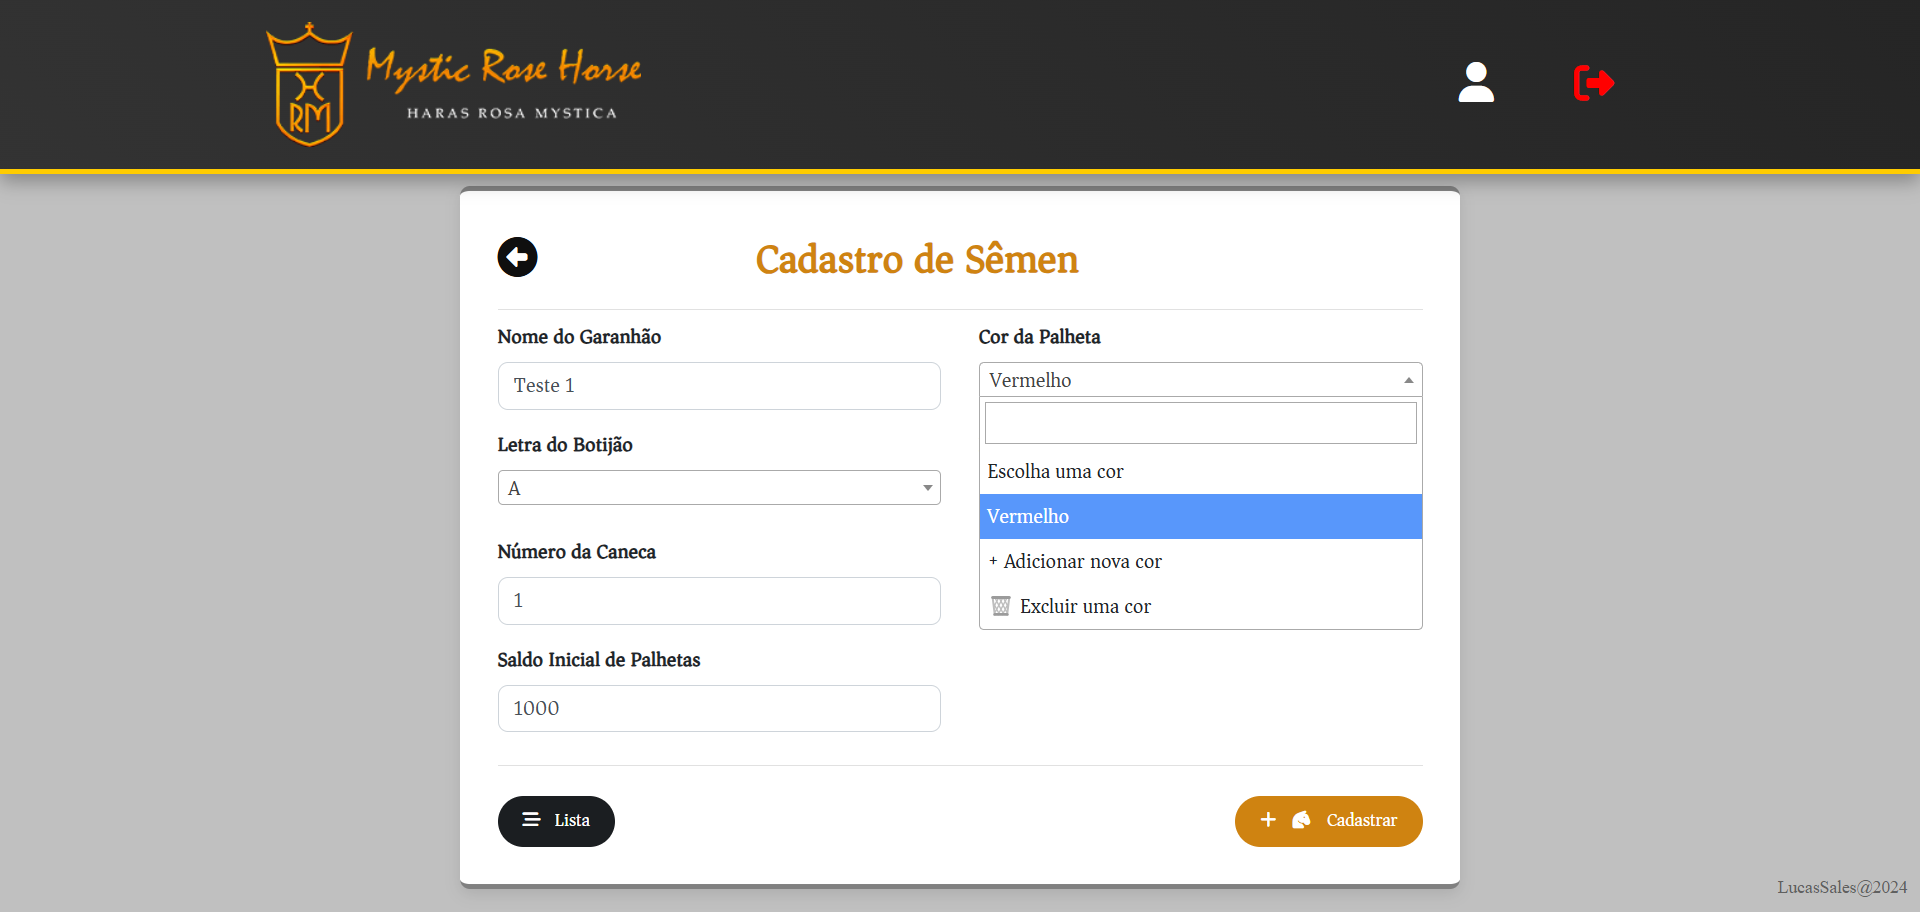 Mystic Rose Horse
HARAS ROSA MYSTICA
RM
Cadastro de Sêmen
Nome do Garanhão
Teste 1
Letra do Botijão
A
Número da Caneca
1
Saldo Inicial de Palhetas
1000
Cor da Palheta
Vermelho
Escolha uma cor
Vermelho
+ Adicionar nova cor
Excluir uma cor
Lista
Cadastrar
LucasSales@2024